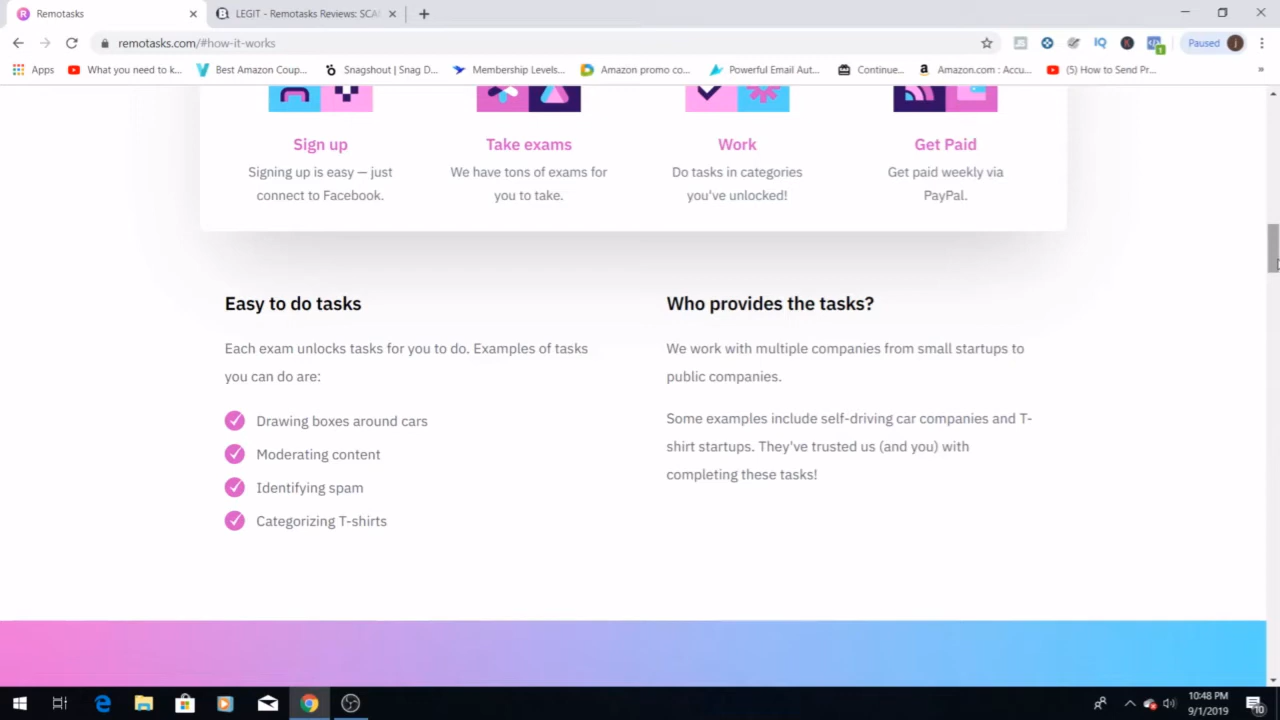 Remotasks
LEGIT - Remotasks Reviews: SCA
remotasks.com/#how-it-works
Paused
Apps
What you need to k...
Best Amazon Coup...
Snagshout | Snag D...
Membership Levels...
Amazon promo co...
Powerful Email Aut...
Continue...
Amazon.com : Accu...
(5) How to Send Pr...
Sign up
Signing up is easy — just
connect to Facebook.
Take exams
We have tons of exams for
you to take.
Work
Do tasks in categories
you've unlocked!
Get Paid
Get paid weekly via
PayPal.
Easy to do tasks
Each exam unlocks tasks for you to do. Examples of tasks
you can do are:
Drawing boxes around cars
Moderating content
Identifying spam
Categorizing T-shirts
Who provides the tasks?
We work with multiple companies from small startups to
public companies.
Some examples include self-driving car companies and T-
shirt startups. They've trusted us (and you) with
completing these tasks!
10:48 PM
9/1/2019
10